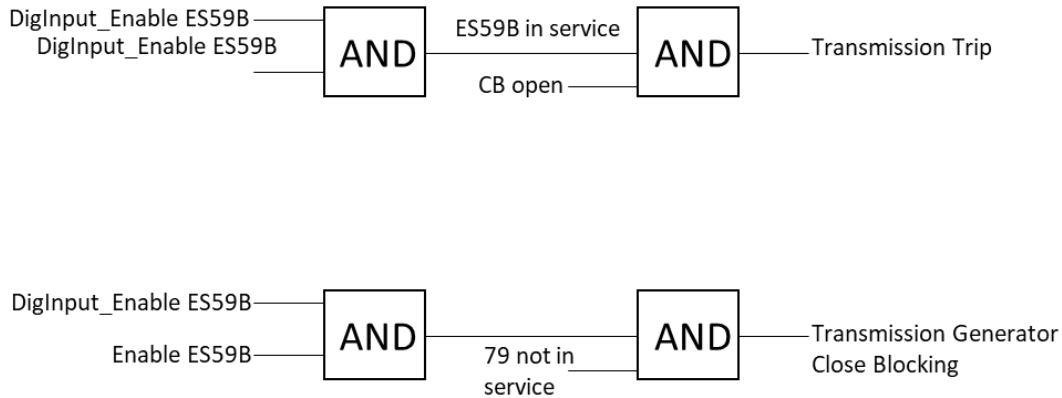 DigInput_Enable ES59B
DigInput_Enable ES59B
AND
ES59B in service
CB open
AND
Transmission Trip
DigInput_Enable ES59B
Enable ES59B
AND
79 not in
service
AND
Transmission Generator
Close Blocking